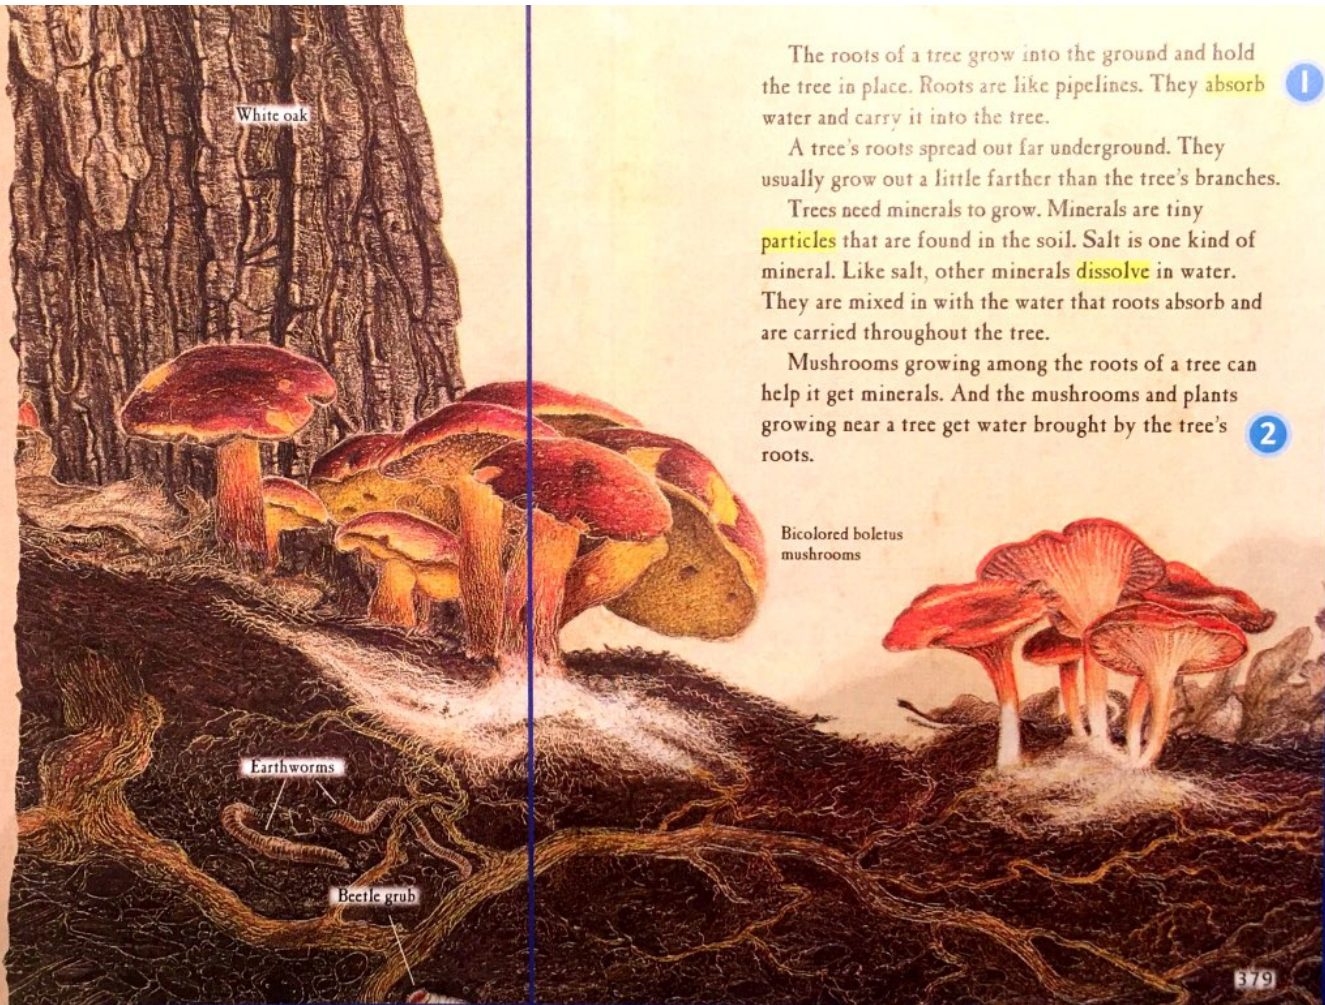 White oak
The roots of a tree grow into the ground and hold
the tree in place. Roots are like pipelines. They absorb
1
water and carry it into the tree.
A tree's roots spread out far underground. They
usually grow out a little farther than the tree's branches.
Trees need minerals to grow. Minerals are tiny
particles that are found in the soil. Salt is one kind of
mineral. Like salt, other minerals dissolve in water.
They are mixed in with the water that roots absorb and
are carried throughout the tree.
Mushrooms growing among the roots of a tree can
help it get minerals. And the mushrooms and plants
growing near a tree get water brought by the tree's
2
roots.
Bicolored boletus
mushrooms
Earthworms
Beetle grub
379